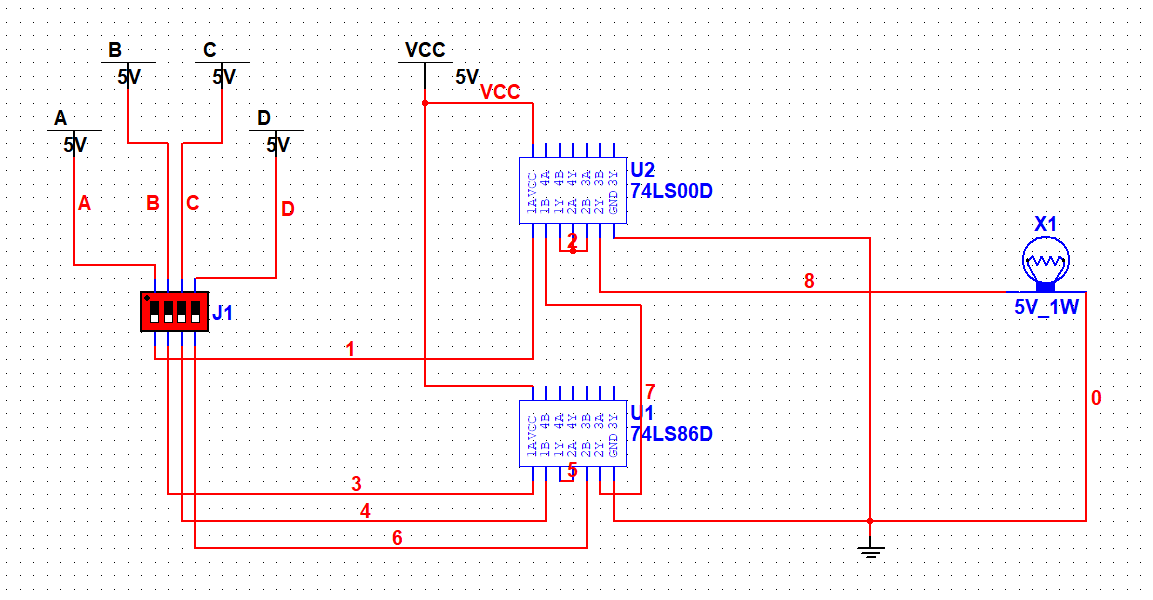 B
C
VCC
5V
5V
5V
VCC
A
D
5V
5V
A
B
C
D
U2
74LS00D
1A VCC
1B 4A
1Y 4B
2A 4Y
2B 3A
2Y 3B
GND 3Y
2
X1
8
5V_1W
J1
1
7
0
U1
74LS86D
1A VCC
1B 4B
1Y 4A
2A 4Y
2B 3B
2Y 3A
GND 3Y
5
3
4
6